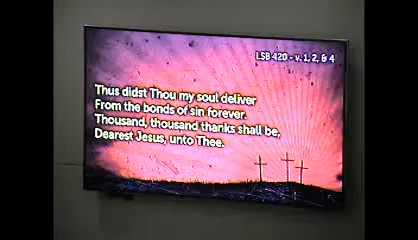 LSB 420 - v. 1, 2, & 4
Thus didst Thou my soul deliver
From the bonds of sin forever.
Thousand, thousand thanks shall be,
Dearest Jesus, unto Thee.